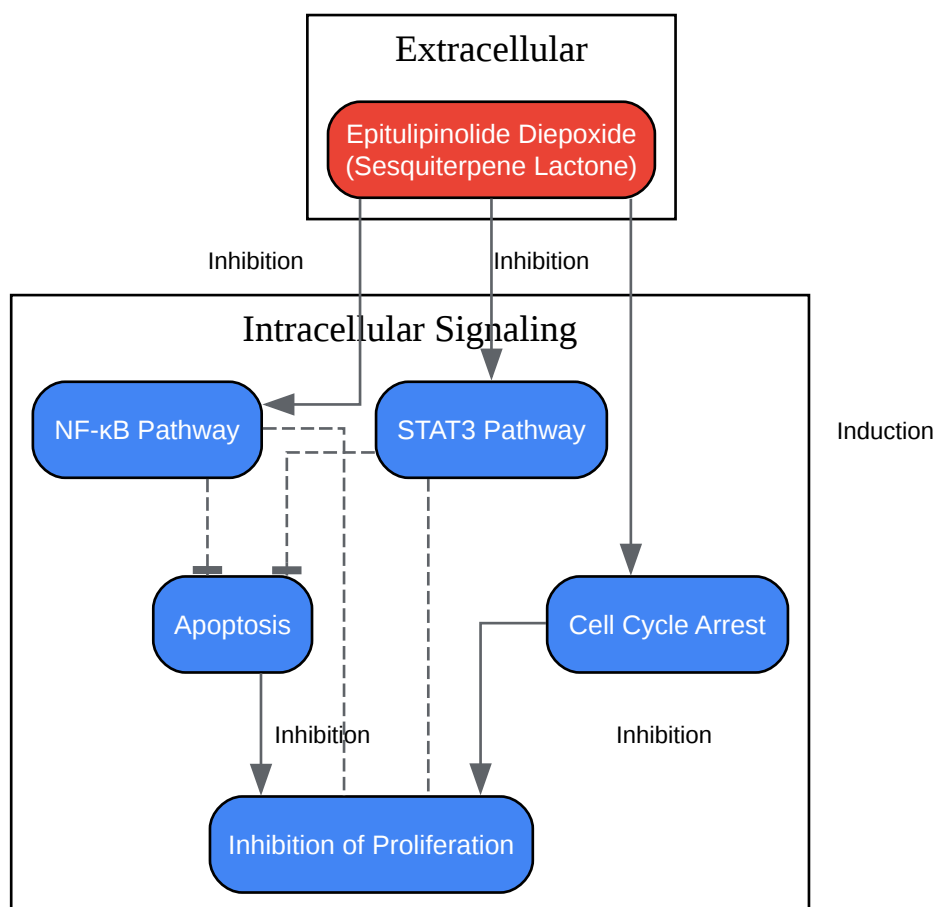 Extracellular
Epitulipinolide Diepoxide
(Sesquiterpene Lactone)
Inhibition
Inhibition
Intracellular Signaling
NF-κB Pathway
STAT3 Pathway
Induction
Apoptosis
Cell Cycle Arrest
Inhibition
Inhibition
Inhibition of Proliferation